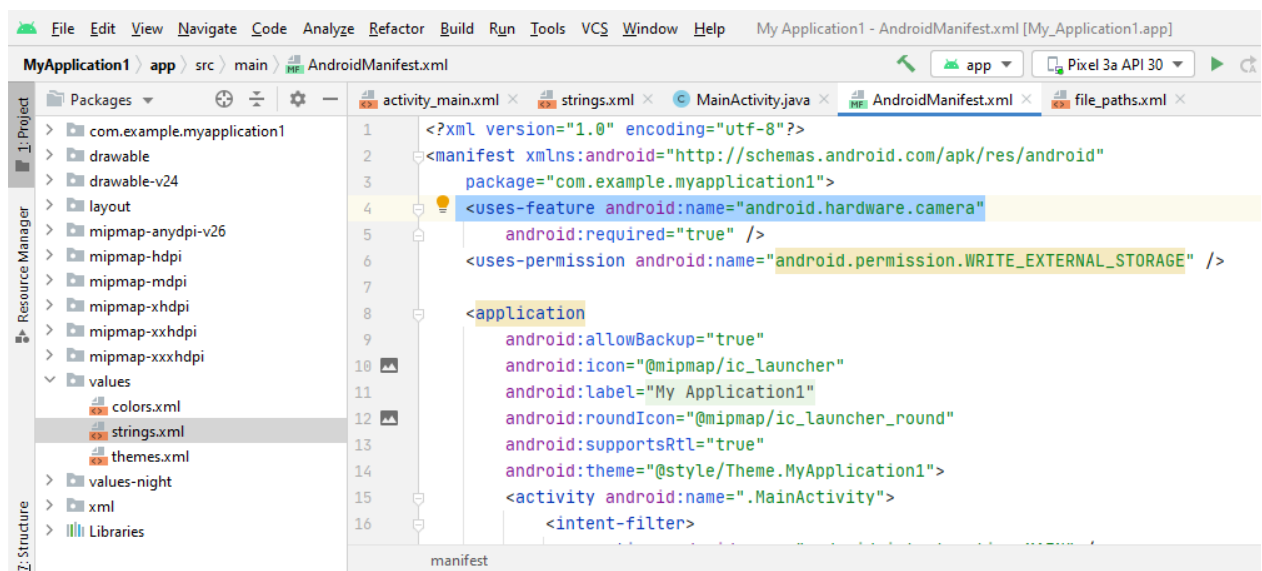 File Edit View Navigate Code Analyze Refactor Build Run Tools VCS Window Help My Application1 - AndroidManifest.xml [My_Application1.app]
MyApplication1 app src main AndroidManifest.xml app Pixel 3a API 30
Packages activity_main.xml strings.xml MainActivity.java AndroidManifest.xml file_paths.xml
1: Project
Resource Manager
7: Structure
com.example.myapplication1
drawable
drawable-v24
layout
mipmap-anydpi-v26
mipmap-hdpi
mipmap-mdpi
mipmap-xhdpi
mipmap-xxhdpi
mipmap-xxxhdpi
values
colors.xml
strings.xml
themes.xml
values-night
xml
Libraries
1 <?xml version="1.0" encoding="utf-8"?>
2 <manifest xmlns:android="http://schemas.android.com/apk/res/android"
3 package="com.example.myapplication1">
4 <uses-feature android:name="android.hardware.camera"
5 android:required="true" />
6 <uses-permission android:name="android.permission.WRITE_EXTERNAL_STORAGE" />
7
8 <application
9 android:allowBackup="true"
10 android:icon="@mipmap/ic_launcher"
11 android:label="My Application1"
12 android:roundIcon="@mipmap/ic_launcher_round"
13 android:supportsRtl="true"
14 android:theme="@style/Theme.MyApplication1">
15 <activity android:name=".MainActivity">
16 <intent-filter>
manifest